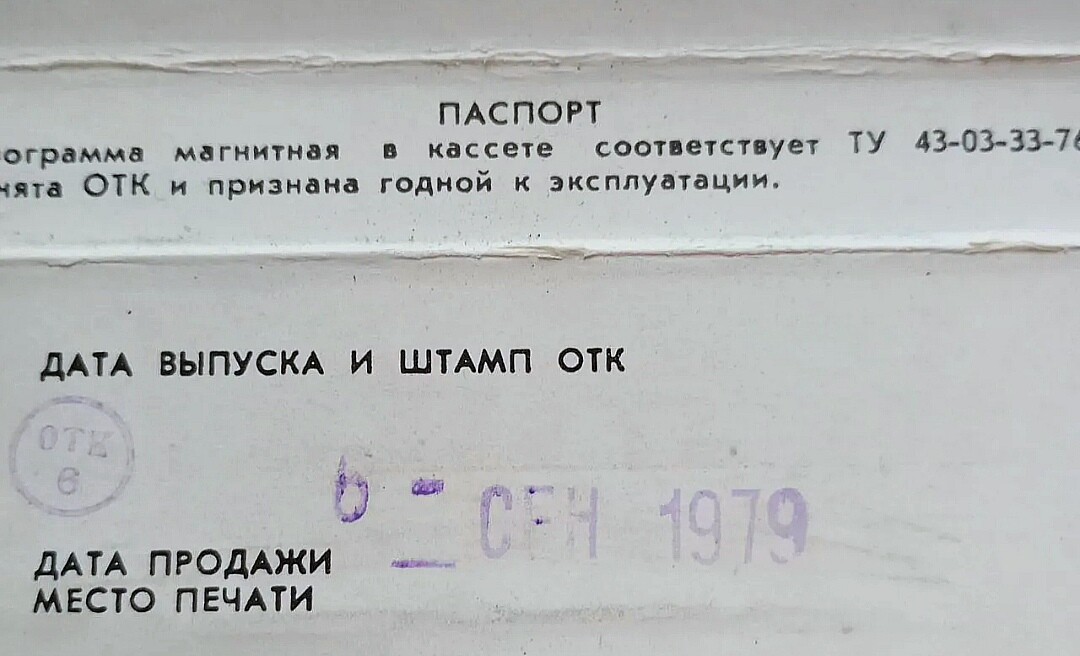 ПАСПОРТ
ограмма магнитная в кассете соответствует ТУ 43-03-33-76
нята ОТК и признана годной к эксплуатации.
ДАТА ВЫПУСКА И ШТАМП ОТК
ОТК
6
6 - СЕН 1979
ДАТА ПРОДАЖИ
МЕСТО ПЕЧАТИ